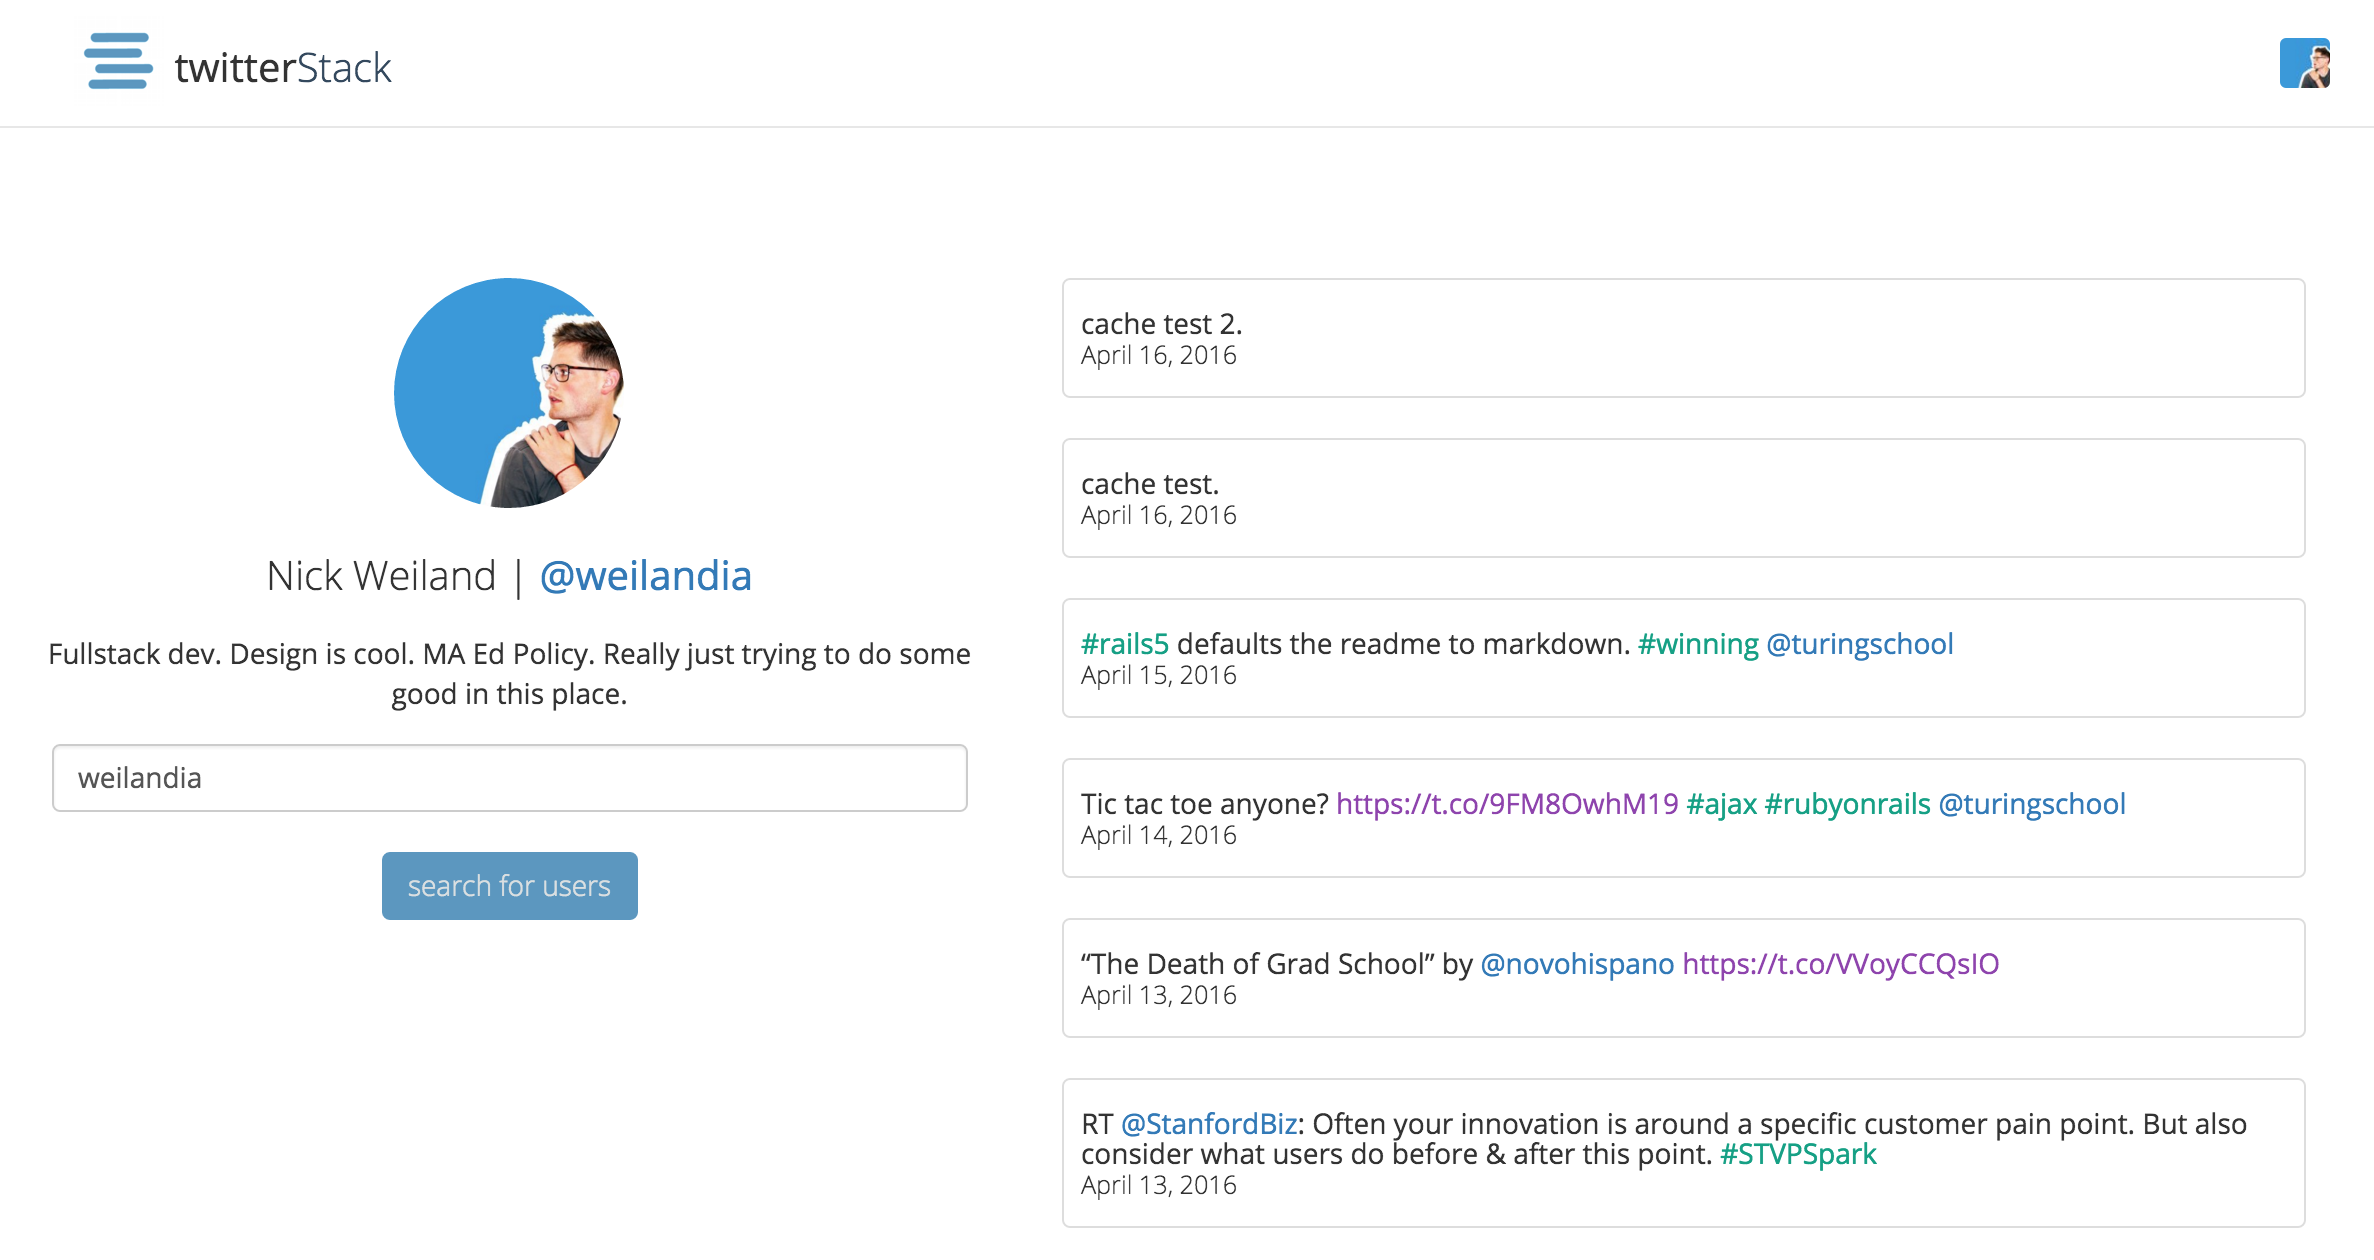 twitterStack
Nick Weiland | @weilandia
Fullstack dev. Design is cool. MA Ed Policy. Really just trying to do some
good in this place.
weilandia
search for users
cache test 2.
April 16, 2016
cache test.
April 16, 2016
#rails5 defaults the readme to markdown. #winning @turingschool
April 15, 2016
Tic tac toe anyone? https://t.co/9FM8OwhM19 #ajax #rubyonrails @turingschool
April 14, 2016
“The Death of Grad School” by @novohispano https://t.co/VVoyCCQsIO
April 13, 2016
RT @StanfordBiz: Often your innovation is around a specific customer pain point. But also
consider what users do before & after this point. #STVPSpark
April 13, 2016